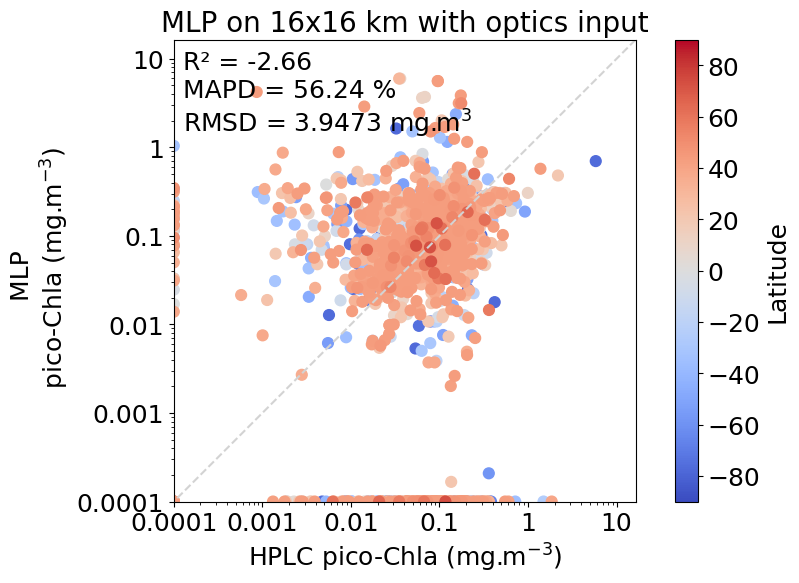 MLP on 16x16 km with optics input
R² = -2.66
MAPD = 56.24 %
RMSD = 3.9473 mg.m³
10
1
0.1
0.01
0.001
0.0001
MLP
pico-Chla (mg.m⁻³)
0.0001
0.001
0.01
0.1
1
10
HPLC pico-Chla (mg.m⁻³)
80
60
40
20
0
−20
−40
−60
−80
Latitude